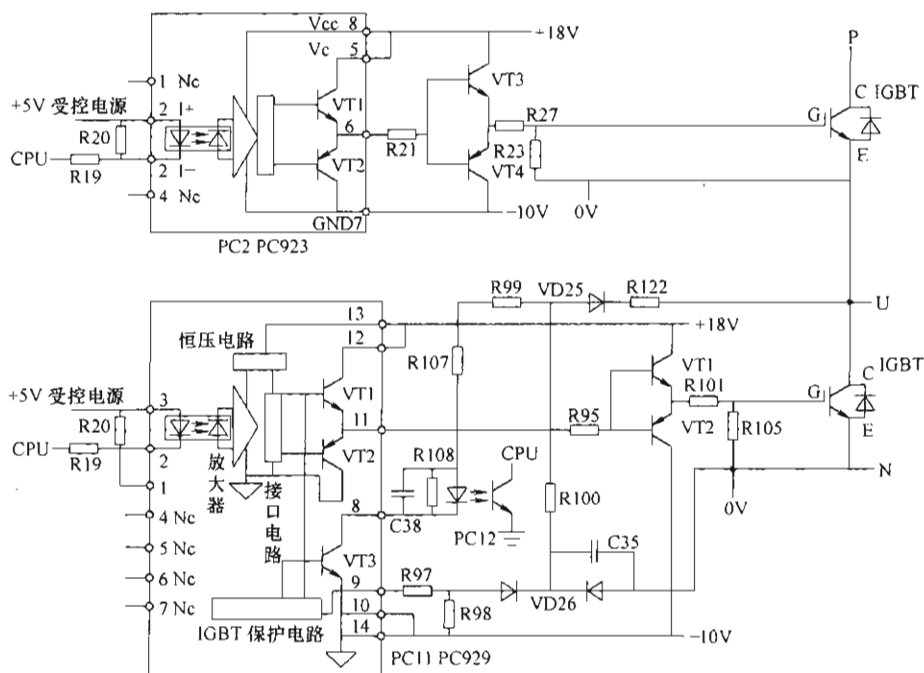 Vcc 8
+18V
Vc 5
P
1 Nc
VT3
C IGBT
+5V 受控电源
2 I+
VT1
G
R20
6
R27
R21
R23
E
CPU
VT2
VT4
R19
2 I−
4 Nc
0V
−10V
GND7
PC2 PC923
R99
VD25
R122
U
13
+18V
恒压电路
12
R107
IGBT
VT1
C
+5V 受控电源
3
VT1
R101
G
R20
11
R95
VT2
R105
E
CPU
R19
2
放大器
VT2
R108
CPU
N
1
接口电路
0V
4 Nc
8
C38
R100
PC12
5 Nc
VT3
C35
6 Nc
9
R97
7 Nc
10
R98
VD26
IGBT 保护电路
14
−10V
PC11 PC929